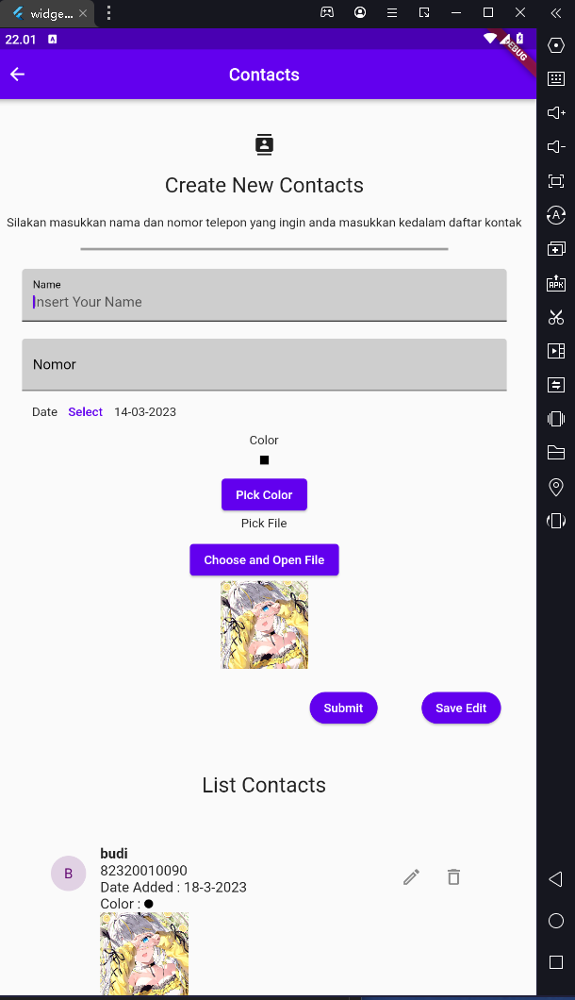 widge...
22.01
A
DEBUG
Contacts
Create New Contacts
Silakan masukkan nama dan nomor telepon yang ingin anda masukkan kedalam daftar kontak
Name
Insert Your Name
Nomor
Date Select 14-03-2023
Color
Pick Color
Pick File
Choose and Open File
Submit Save Edit
List Contacts
B
budi
82320010090
Date Added : 18-3-2023
Color :
A
APK